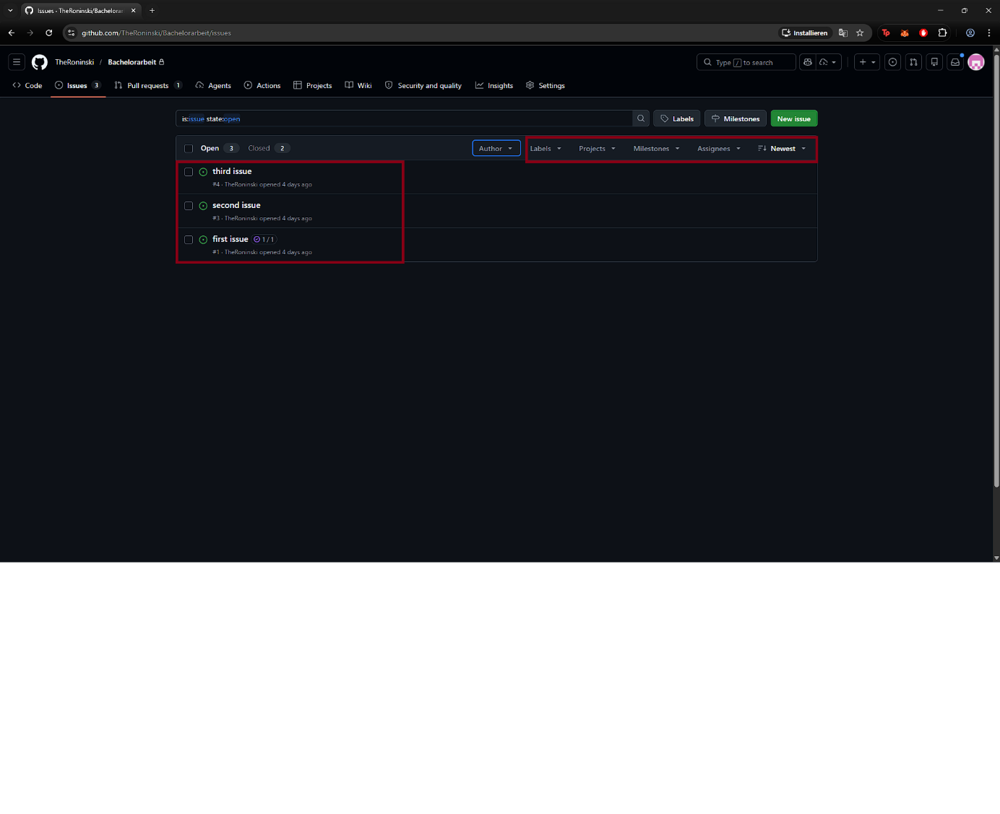 Issues · TheRoninski/Bachelorar
github.com/TheRoninski/Bachelorarbeit/issues
Installieren
Tp
TheRoninski / Bachelorarbeit
Type / to search
Code
Issues 3
Pull requests 1
Agents
Actions
Projects
Wiki
Security and quality
Insights
Settings
is:issue state:open
Labels
Milestones
New issue
Open 3
Closed 2
Author
Labels
Projects
Milestones
Assignees
Newest
third issue
#4 · TheRoninski opened 4 days ago
second issue
#3 · TheRoninski opened 4 days ago
first issue 1 / 1
#1 · TheRoninski opened 4 days ago